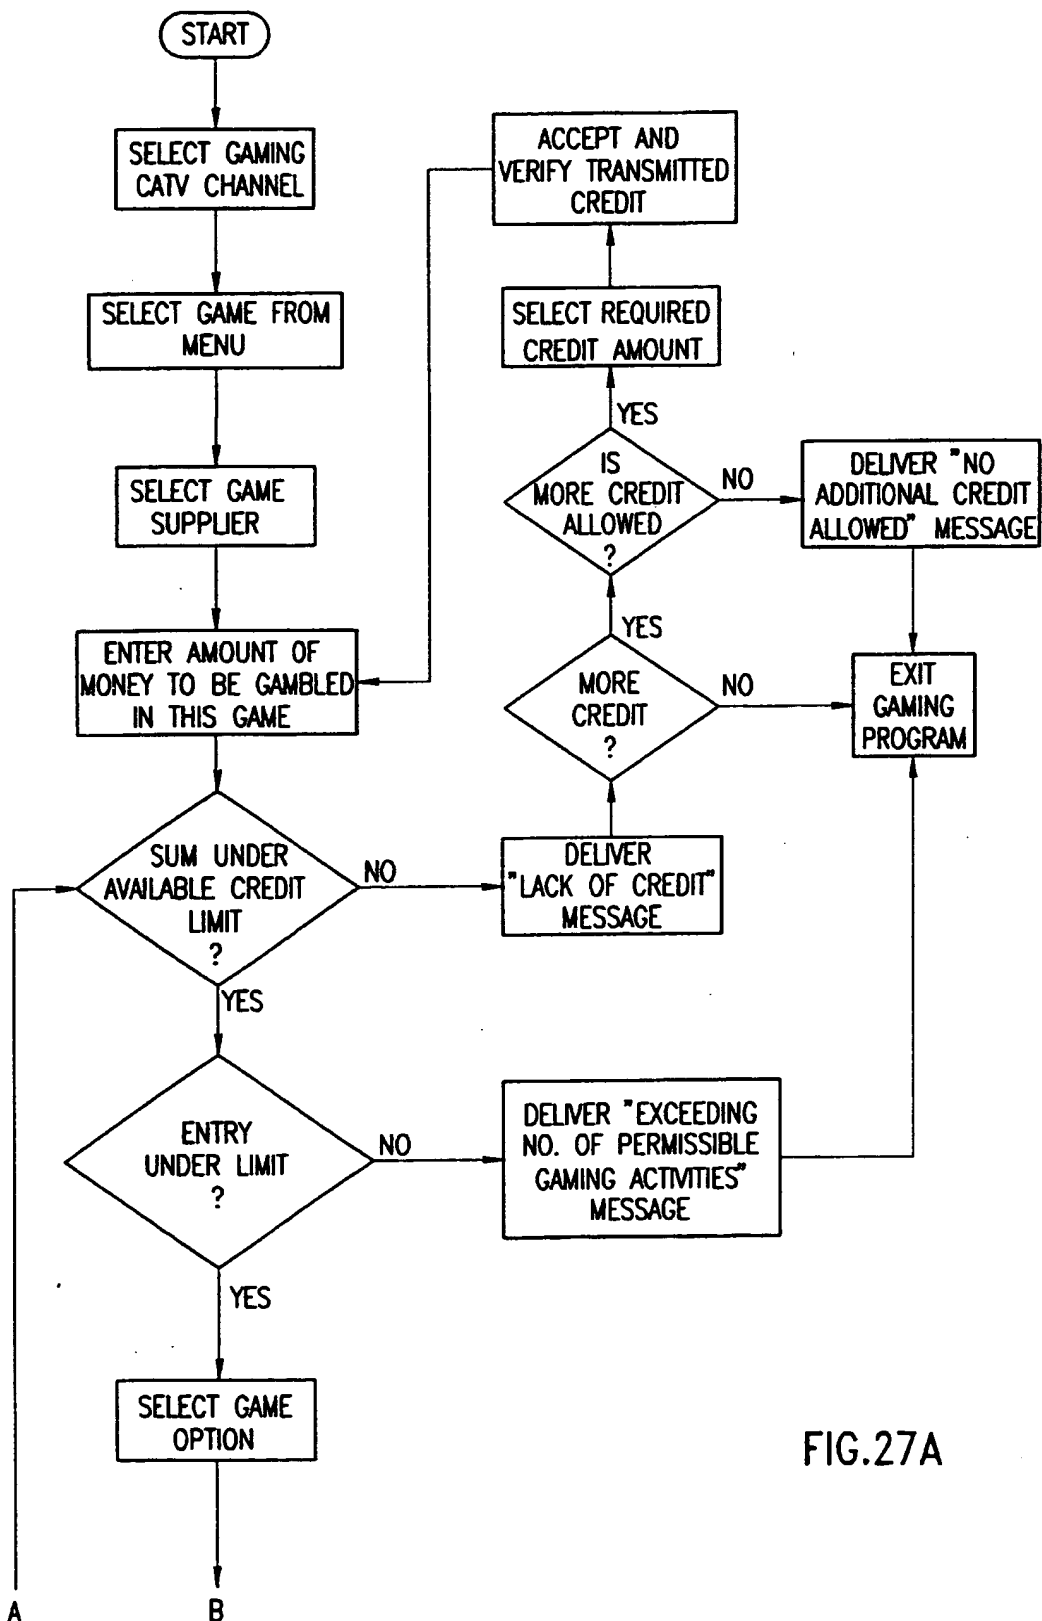 START
SELECT GAMING
CATV CHANNEL
SELECT GAME FROM
MENU
SELECT GAME
SUPPLIER
ENTER AMOUNT OF
MONEY TO BE GAMBLED
IN THIS GAME
SUM UNDER
AVAILABLE CREDIT
LIMIT
?
NO
YES
ENTRY
UNDER LIMIT
?
NO
YES
SELECT GAME
OPTION
A
B
ACCEPT AND
VERIFY TRANSMITTED
CREDIT
SELECT REQUIRED
CREDIT AMOUNT
YES
IS
MORE CREDIT
ALLOWED
?
NO
YES
MORE
CREDIT
?
NO
DELIVER
"LACK OF CREDIT"
MESSAGE
DELIVER "NO
ADDITIONAL CREDIT
ALLOWED" MESSAGE
EXIT
GAMING
PROGRAM
DELIVER "EXCEEDING
NO. OF PERMISSIBLE
GAMING ACTIVITIES"
MESSAGE
FIG.27A